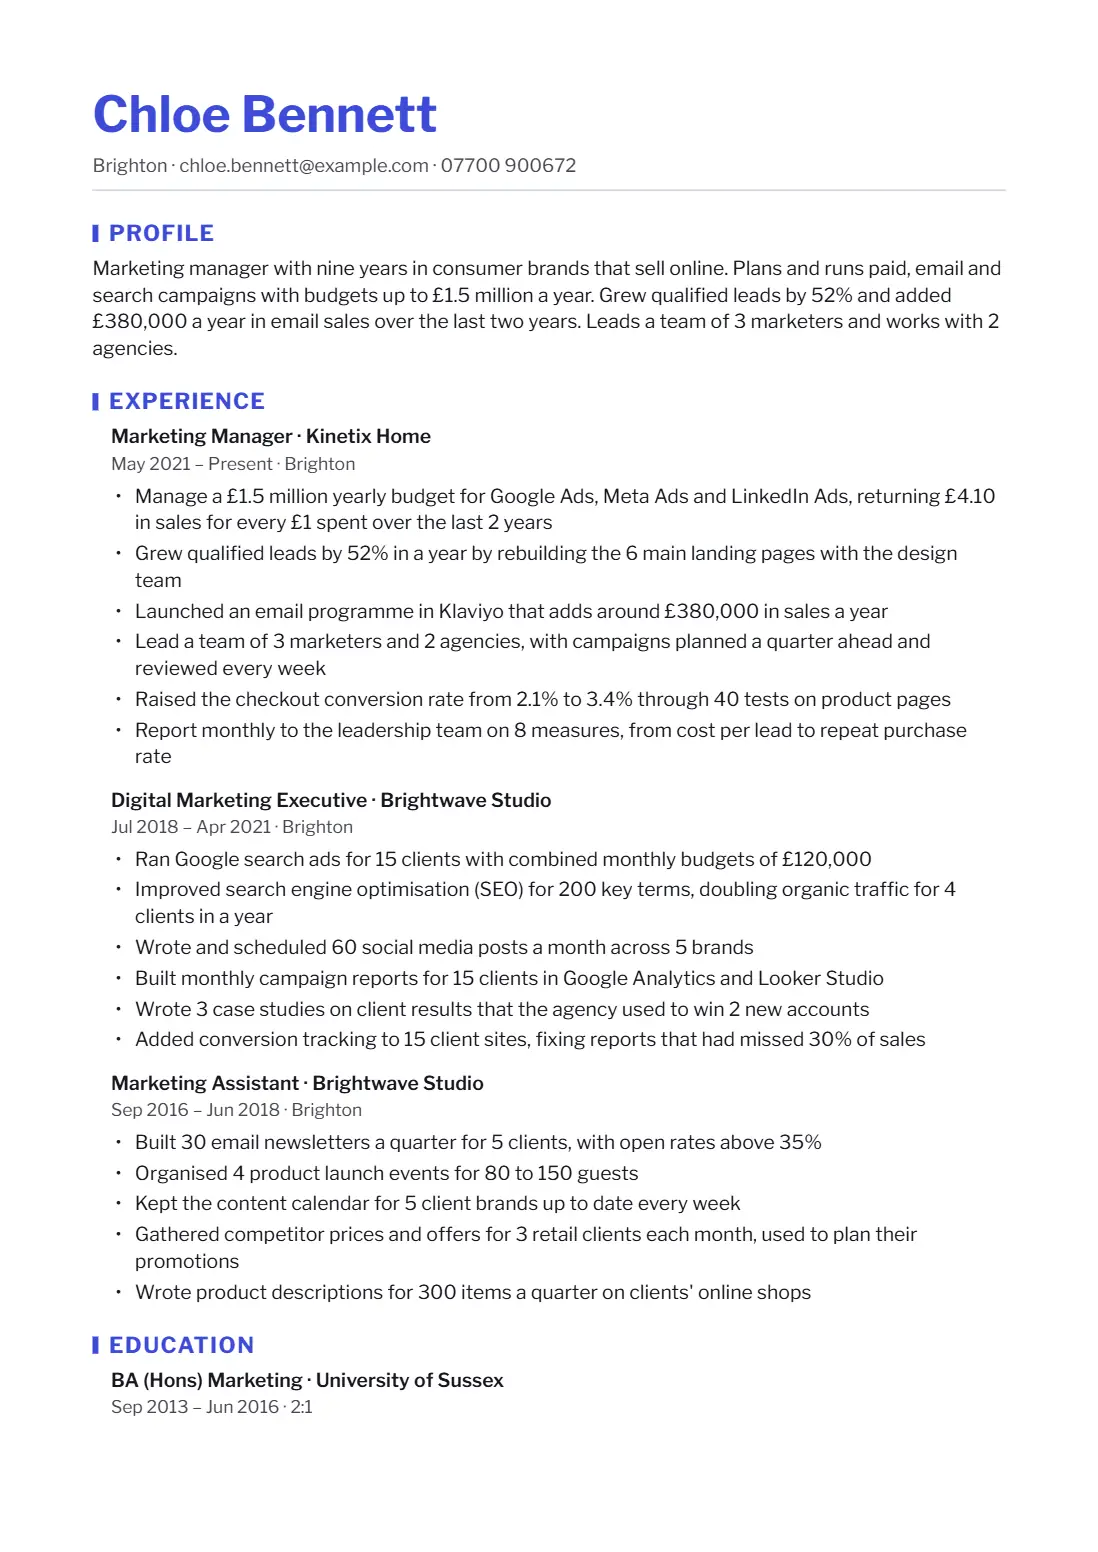 Chloe Bennett
Brighton · chloe.bennett@example.com · 07700 900672
PROFILE
Marketing manager with nine years in consumer brands that sell online. Plans and runs paid, email and
search campaigns with budgets up to £1.5 million a year. Grew qualified leads by 52% and added
£380,000 a year in email sales over the last two years. Leads a team of 3 marketers and works with 2
agencies.
EXPERIENCE
Marketing Manager · Kinetix Home
May 2021 – Present · Brighton
• Manage a £1.5 million yearly budget for Google Ads, Meta Ads and LinkedIn Ads, returning £4.10
in sales for every £1 spent over the last 2 years
• Grew qualified leads by 52% in a year by rebuilding the 6 main landing pages with the design
team
• Launched an email programme in Klaviyo that adds around £380,000 in sales a year
• Lead a team of 3 marketers and 2 agencies, with campaigns planned a quarter ahead and
reviewed every week
• Raised the checkout conversion rate from 2.1% to 3.4% through 40 tests on product pages
• Report monthly to the leadership team on 8 measures, from cost per lead to repeat purchase
rate
Digital Marketing Executive · Brightwave Studio
Jul 2018 – Apr 2021 · Brighton
• Ran Google search ads for 15 clients with combined monthly budgets of £120,000
• Improved search engine optimisation (SEO) for 200 key terms, doubling organic traffic for 4
clients in a year
• Wrote and scheduled 60 social media posts a month across 5 brands
• Built monthly campaign reports for 15 clients in Google Analytics and Looker Studio
• Wrote 3 case studies on client results that the agency used to win 2 new accounts
• Added conversion tracking to 15 client sites, fixing reports that had missed 30% of sales
Marketing Assistant · Brightwave Studio
Sep 2016 – Jun 2018 · Brighton
• Built 30 email newsletters a quarter for 5 clients, with open rates above 35%
• Organised 4 product launch events for 80 to 150 guests
• Kept the content calendar for 5 client brands up to date every week
• Gathered competitor prices and offers for 3 retail clients each month, used to plan their
promotions
• Wrote product descriptions for 300 items a quarter on clients' online shops
EDUCATION
BA (Hons) Marketing · University of Sussex
Sep 2013 – Jun 2016 · 2:1